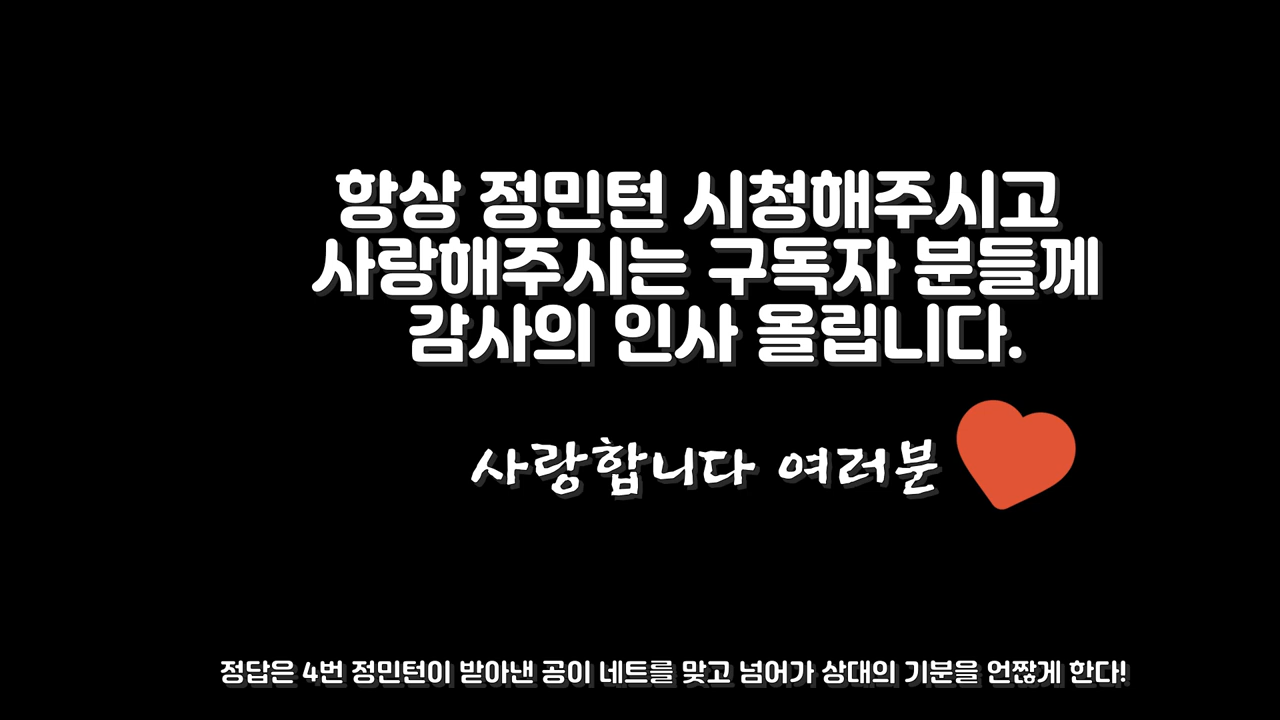 항상 정민턴 시청해주시고
사랑해주시는 구독자 분들께
감사의 인사 올립니다.
사랑합니다 여러분
정답은 4번 정민턴이 받아낸 공이 네트를 맞고 넘어가 상대의 기분을 언짢게 한다!